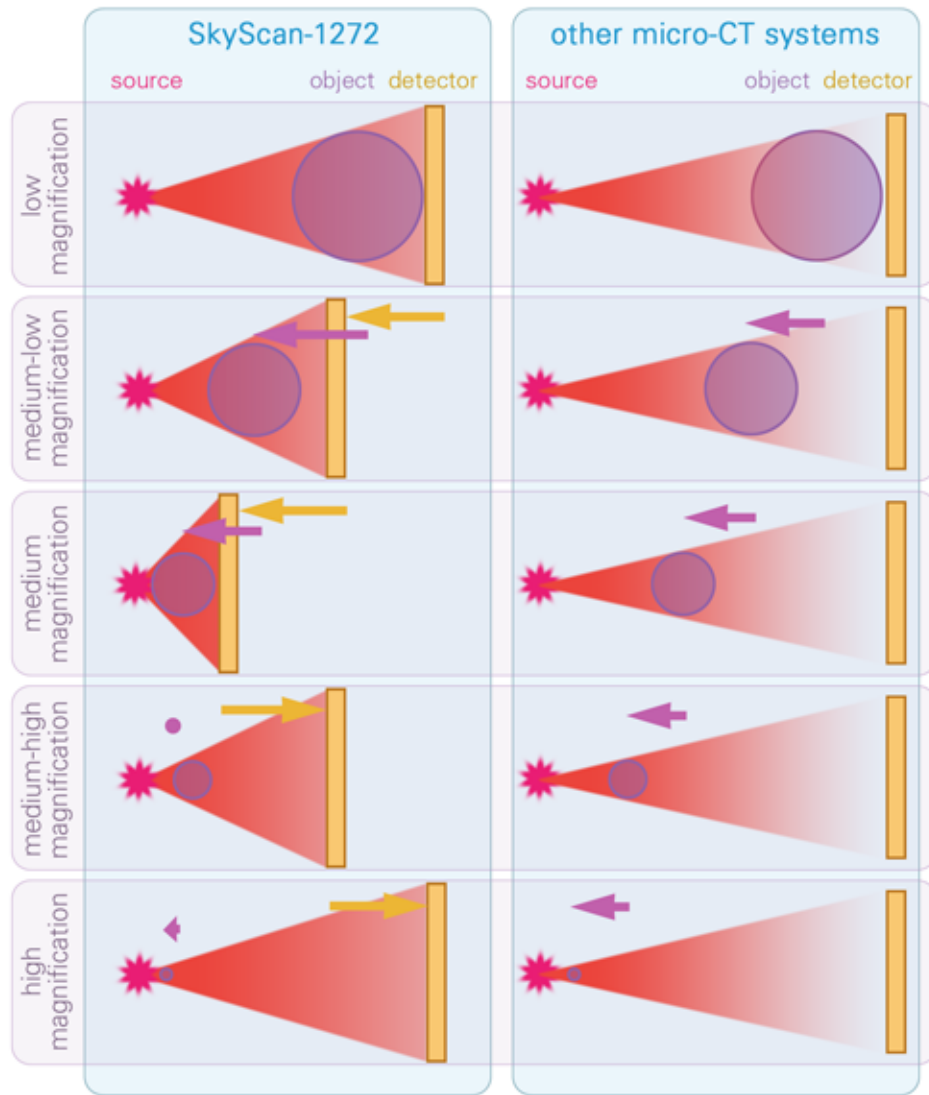 SkyScan-1272
other micro-CT systems
source object detector
source object detector
low
magnification
medium-low
magnification
medium
magnification
medium-high
magnification
high
magnification